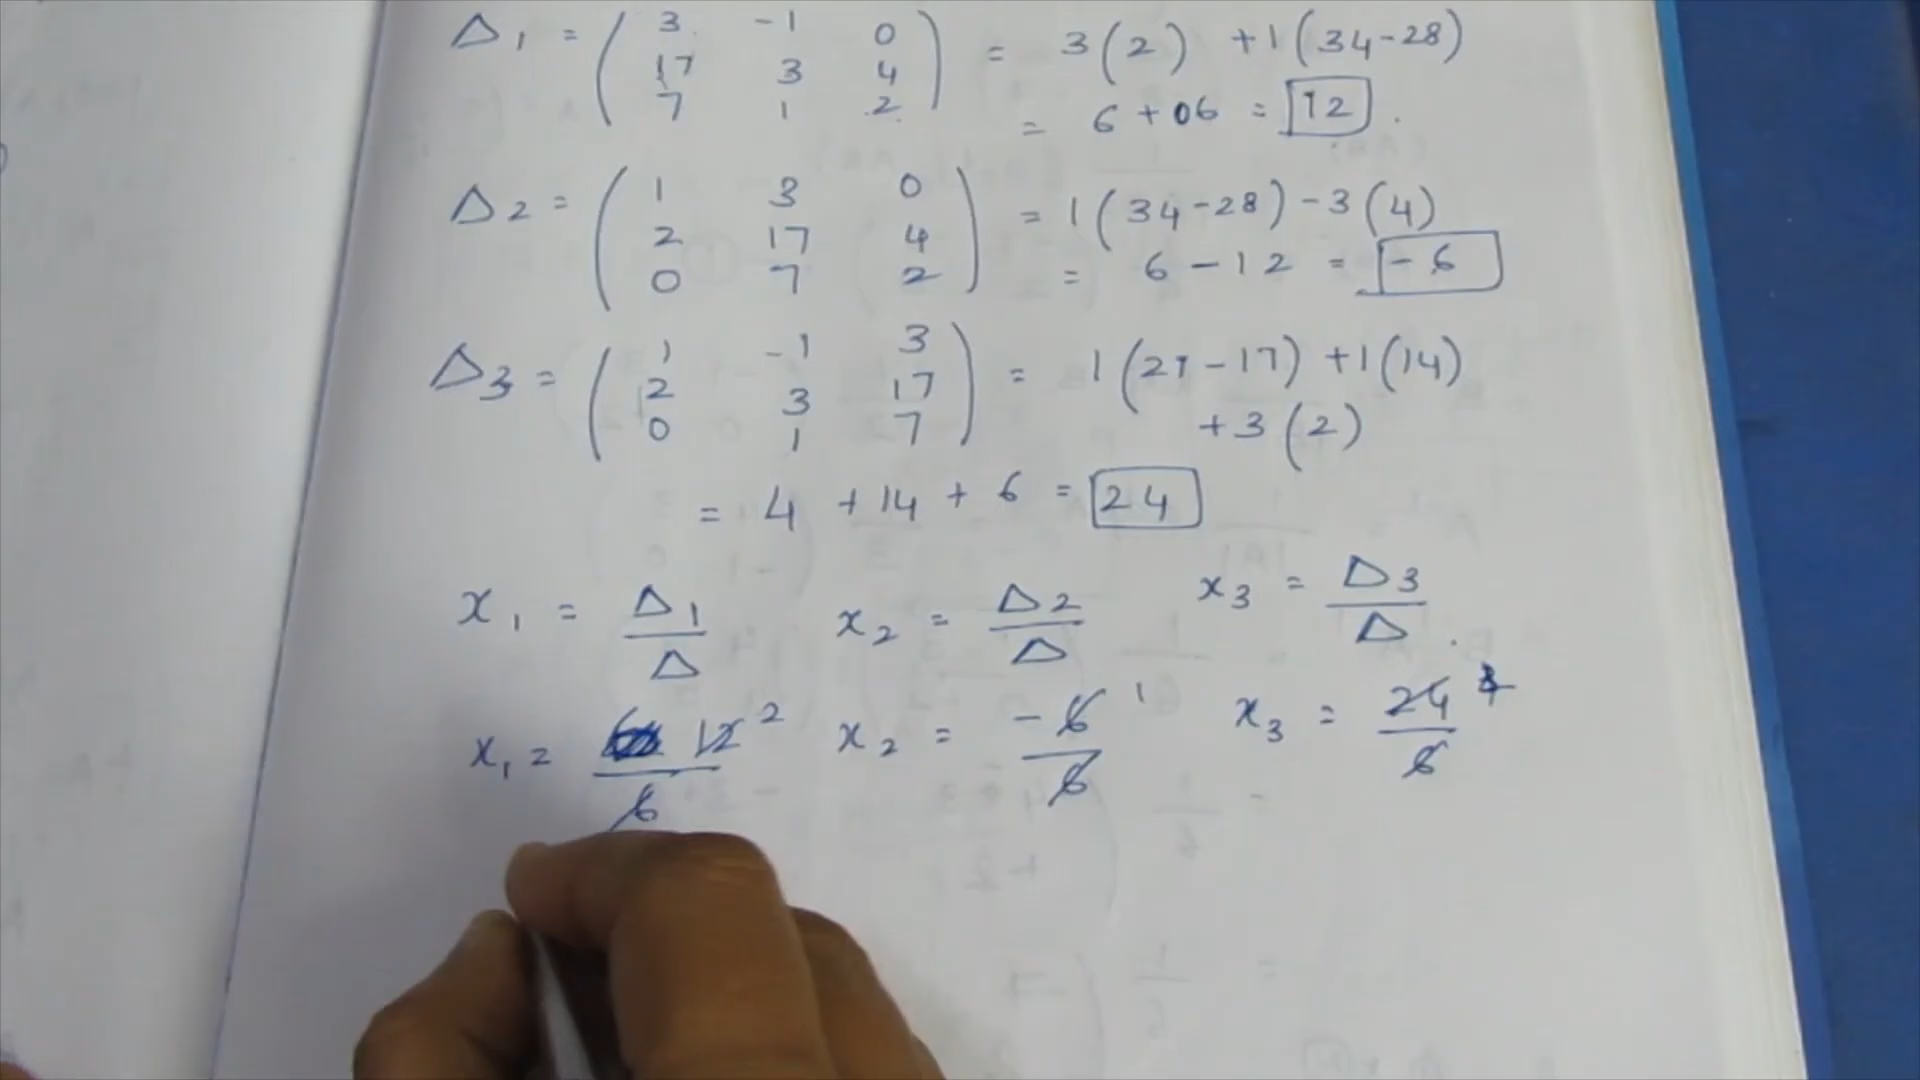 Δ1 = ( 3 -1 0 ) = 3(2) +1(34-28)
17 3 4
7 1 2 = 6+06 = 12.
Δ2 = ( 1 3 0 ) = 1(34-28)-3(4)
2 17 4
0 7 2 = 6-12 = -6
Δ3 = ( 1 -1 3 ) = 1(21-17) +1(14)
2 3 17
0 1 7 +3(2)
= 4 +14 + 6 = 24
x1 = Δ1/Δ x2 = Δ2/Δ x3 = Δ3/Δ.
x1 = 12/6 2 x2 = -6/6 1 x3 = 24/6 4